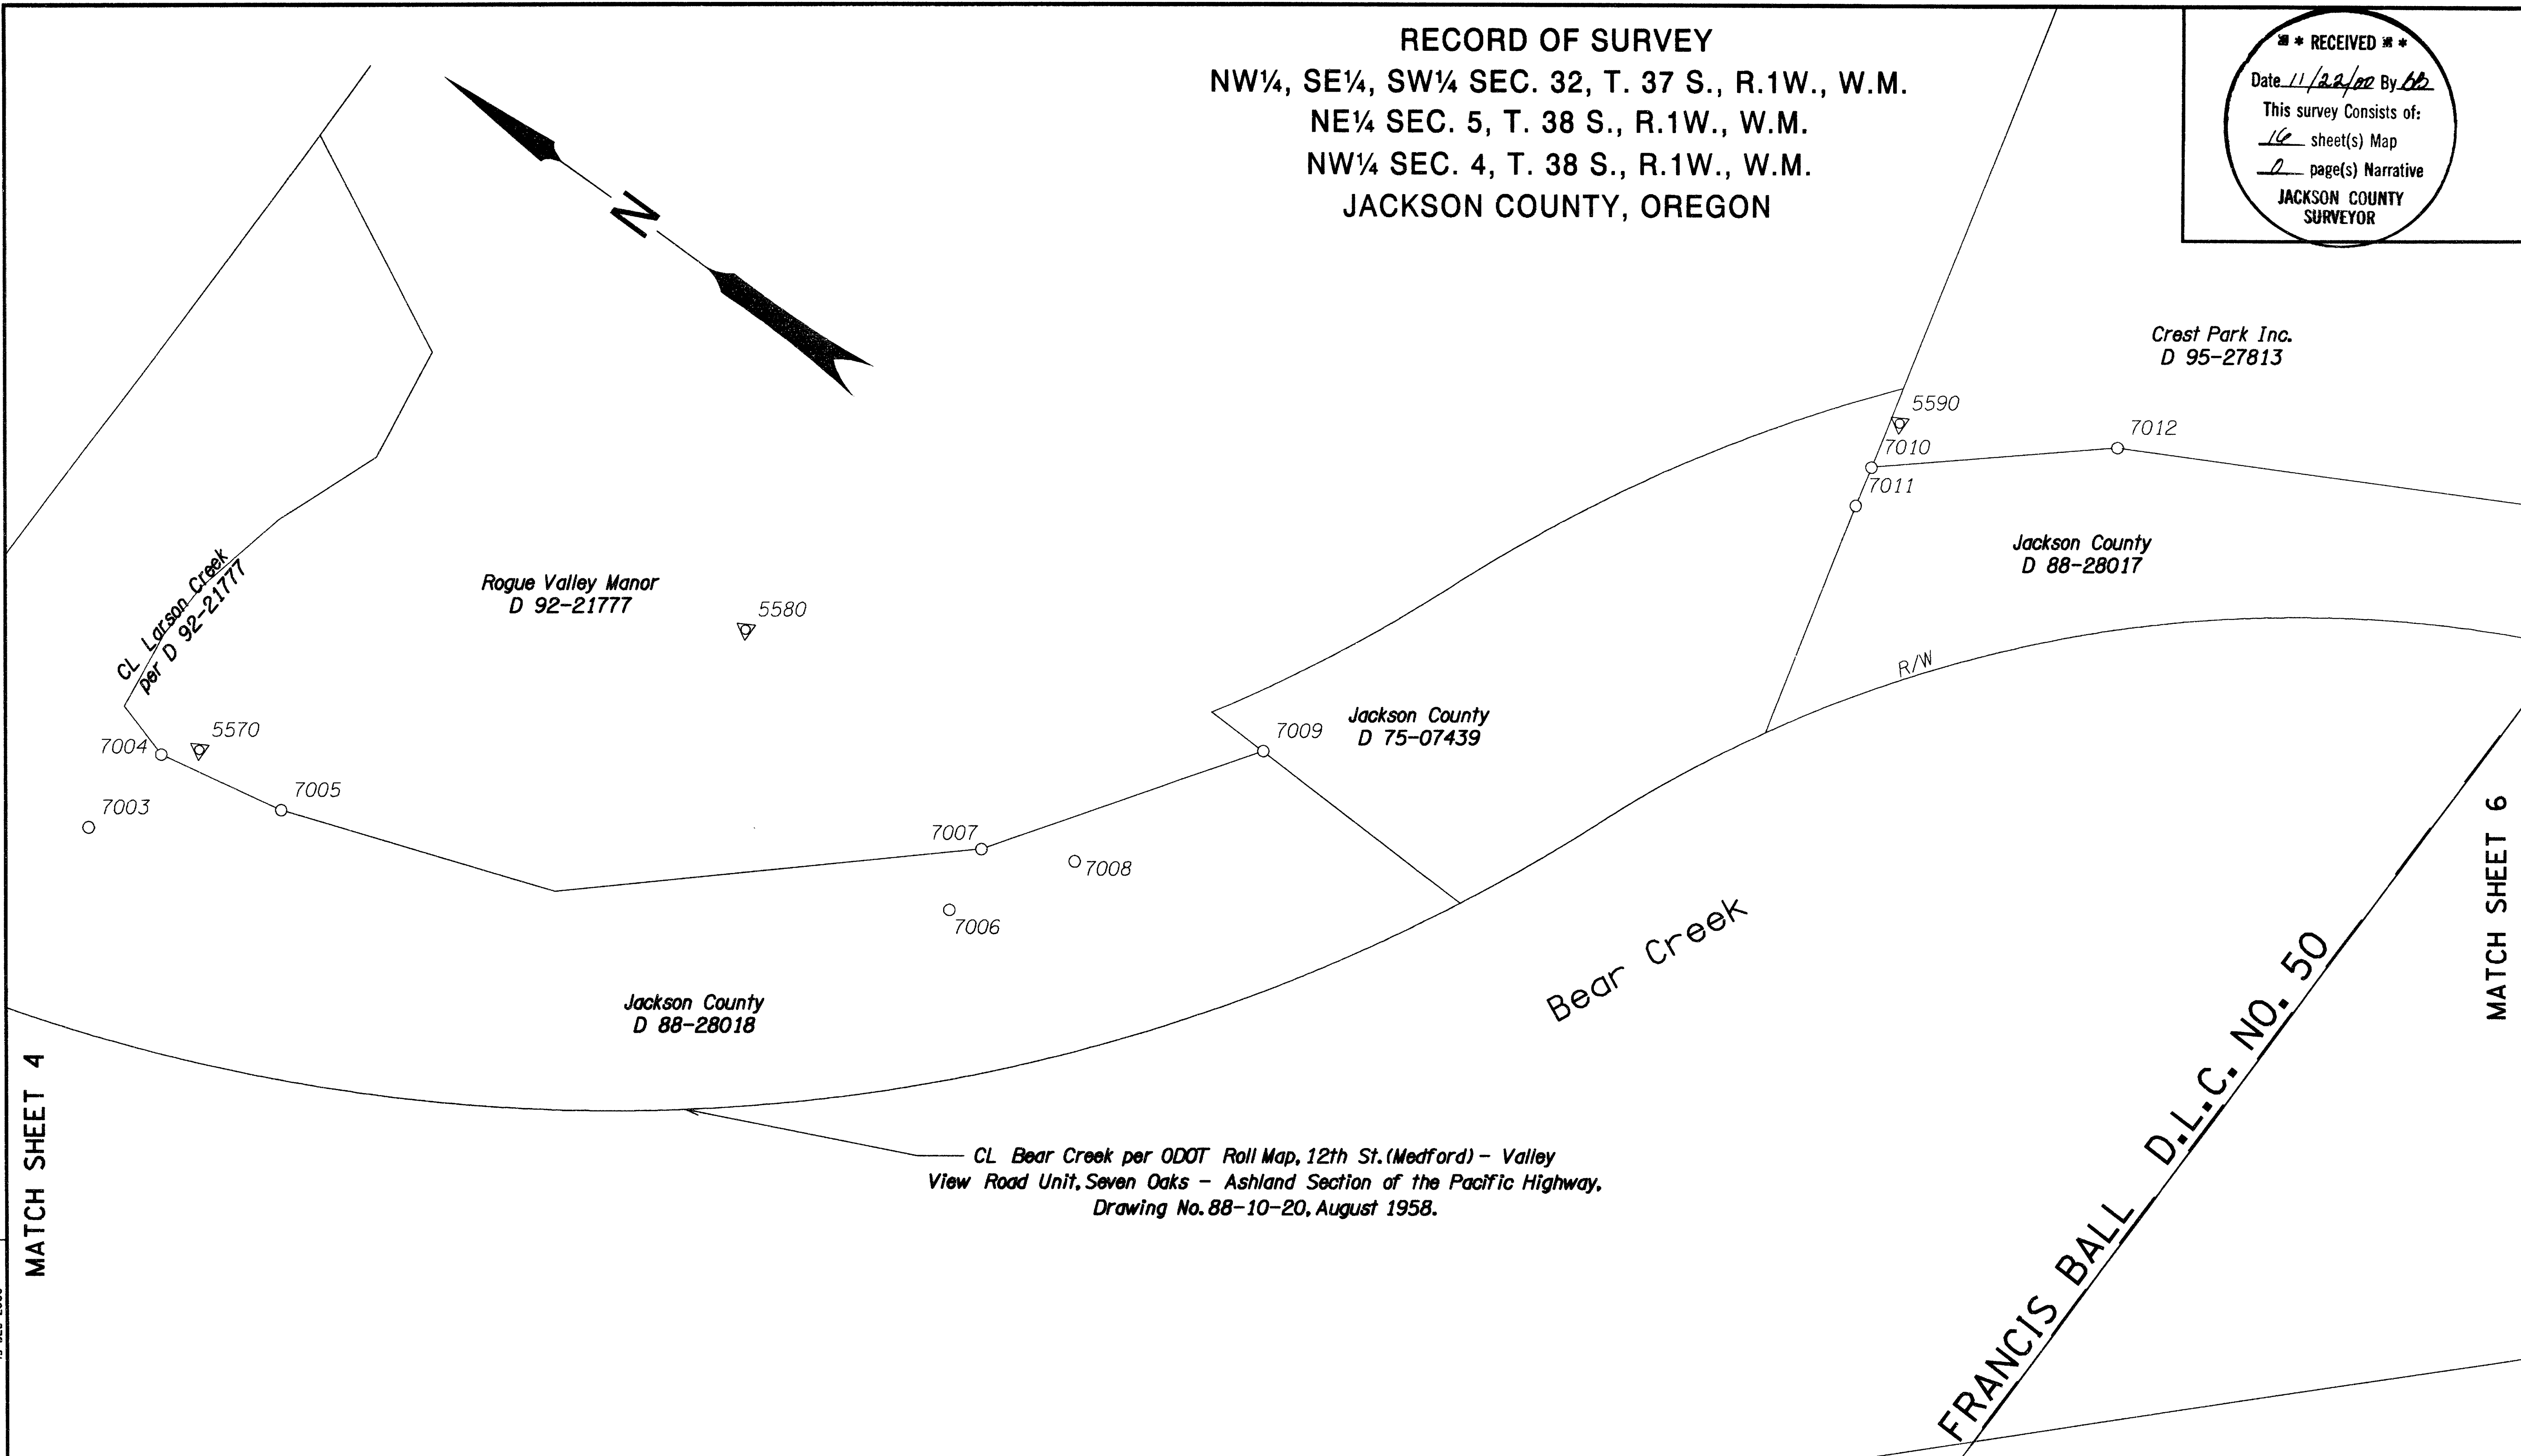 RECORD OF SURVEY
NW¼, SE¼, SW¼ SEC. 32, T. 37 S., R.1W., W.M.
NE¼ SEC. 5, T. 38 S., R.1W., W.M.
NW¼ SEC. 4, T. 38 S., R.1W., W.M.
JACKSON COUNTY, OREGON
* RECEIVED *
Date 11/22/00 By
This survey Consists of:
16 sheet(s) Map
0 page(s) Narrative
JACKSON COUNTY
SURVEYOR
N
Crest Park Inc.
D 95-27813
5590
7010
7011
7012
Jackson County
D 88-28017
R/W
CL Larson Creek
per D 92-21777
Rogue Valley Manor
D 92-21777
5580
5570
7004
7003
7005
7007
7008
7006
7009
Jackson County
D 75-07439
Jackson County
D 88-28018
Bear Creek
CL Bear Creek per ODOT Roll Map, 12th St. (Medford) - Valley
View Road Unit, Seven Oaks - Ashland Section of the Pacific Highway,
Drawing No. 88-10-20, August 1958.
FRANCIS BALL D.L.C. NO. 50
MATCH SHEET 4
MATCH SHEET 6